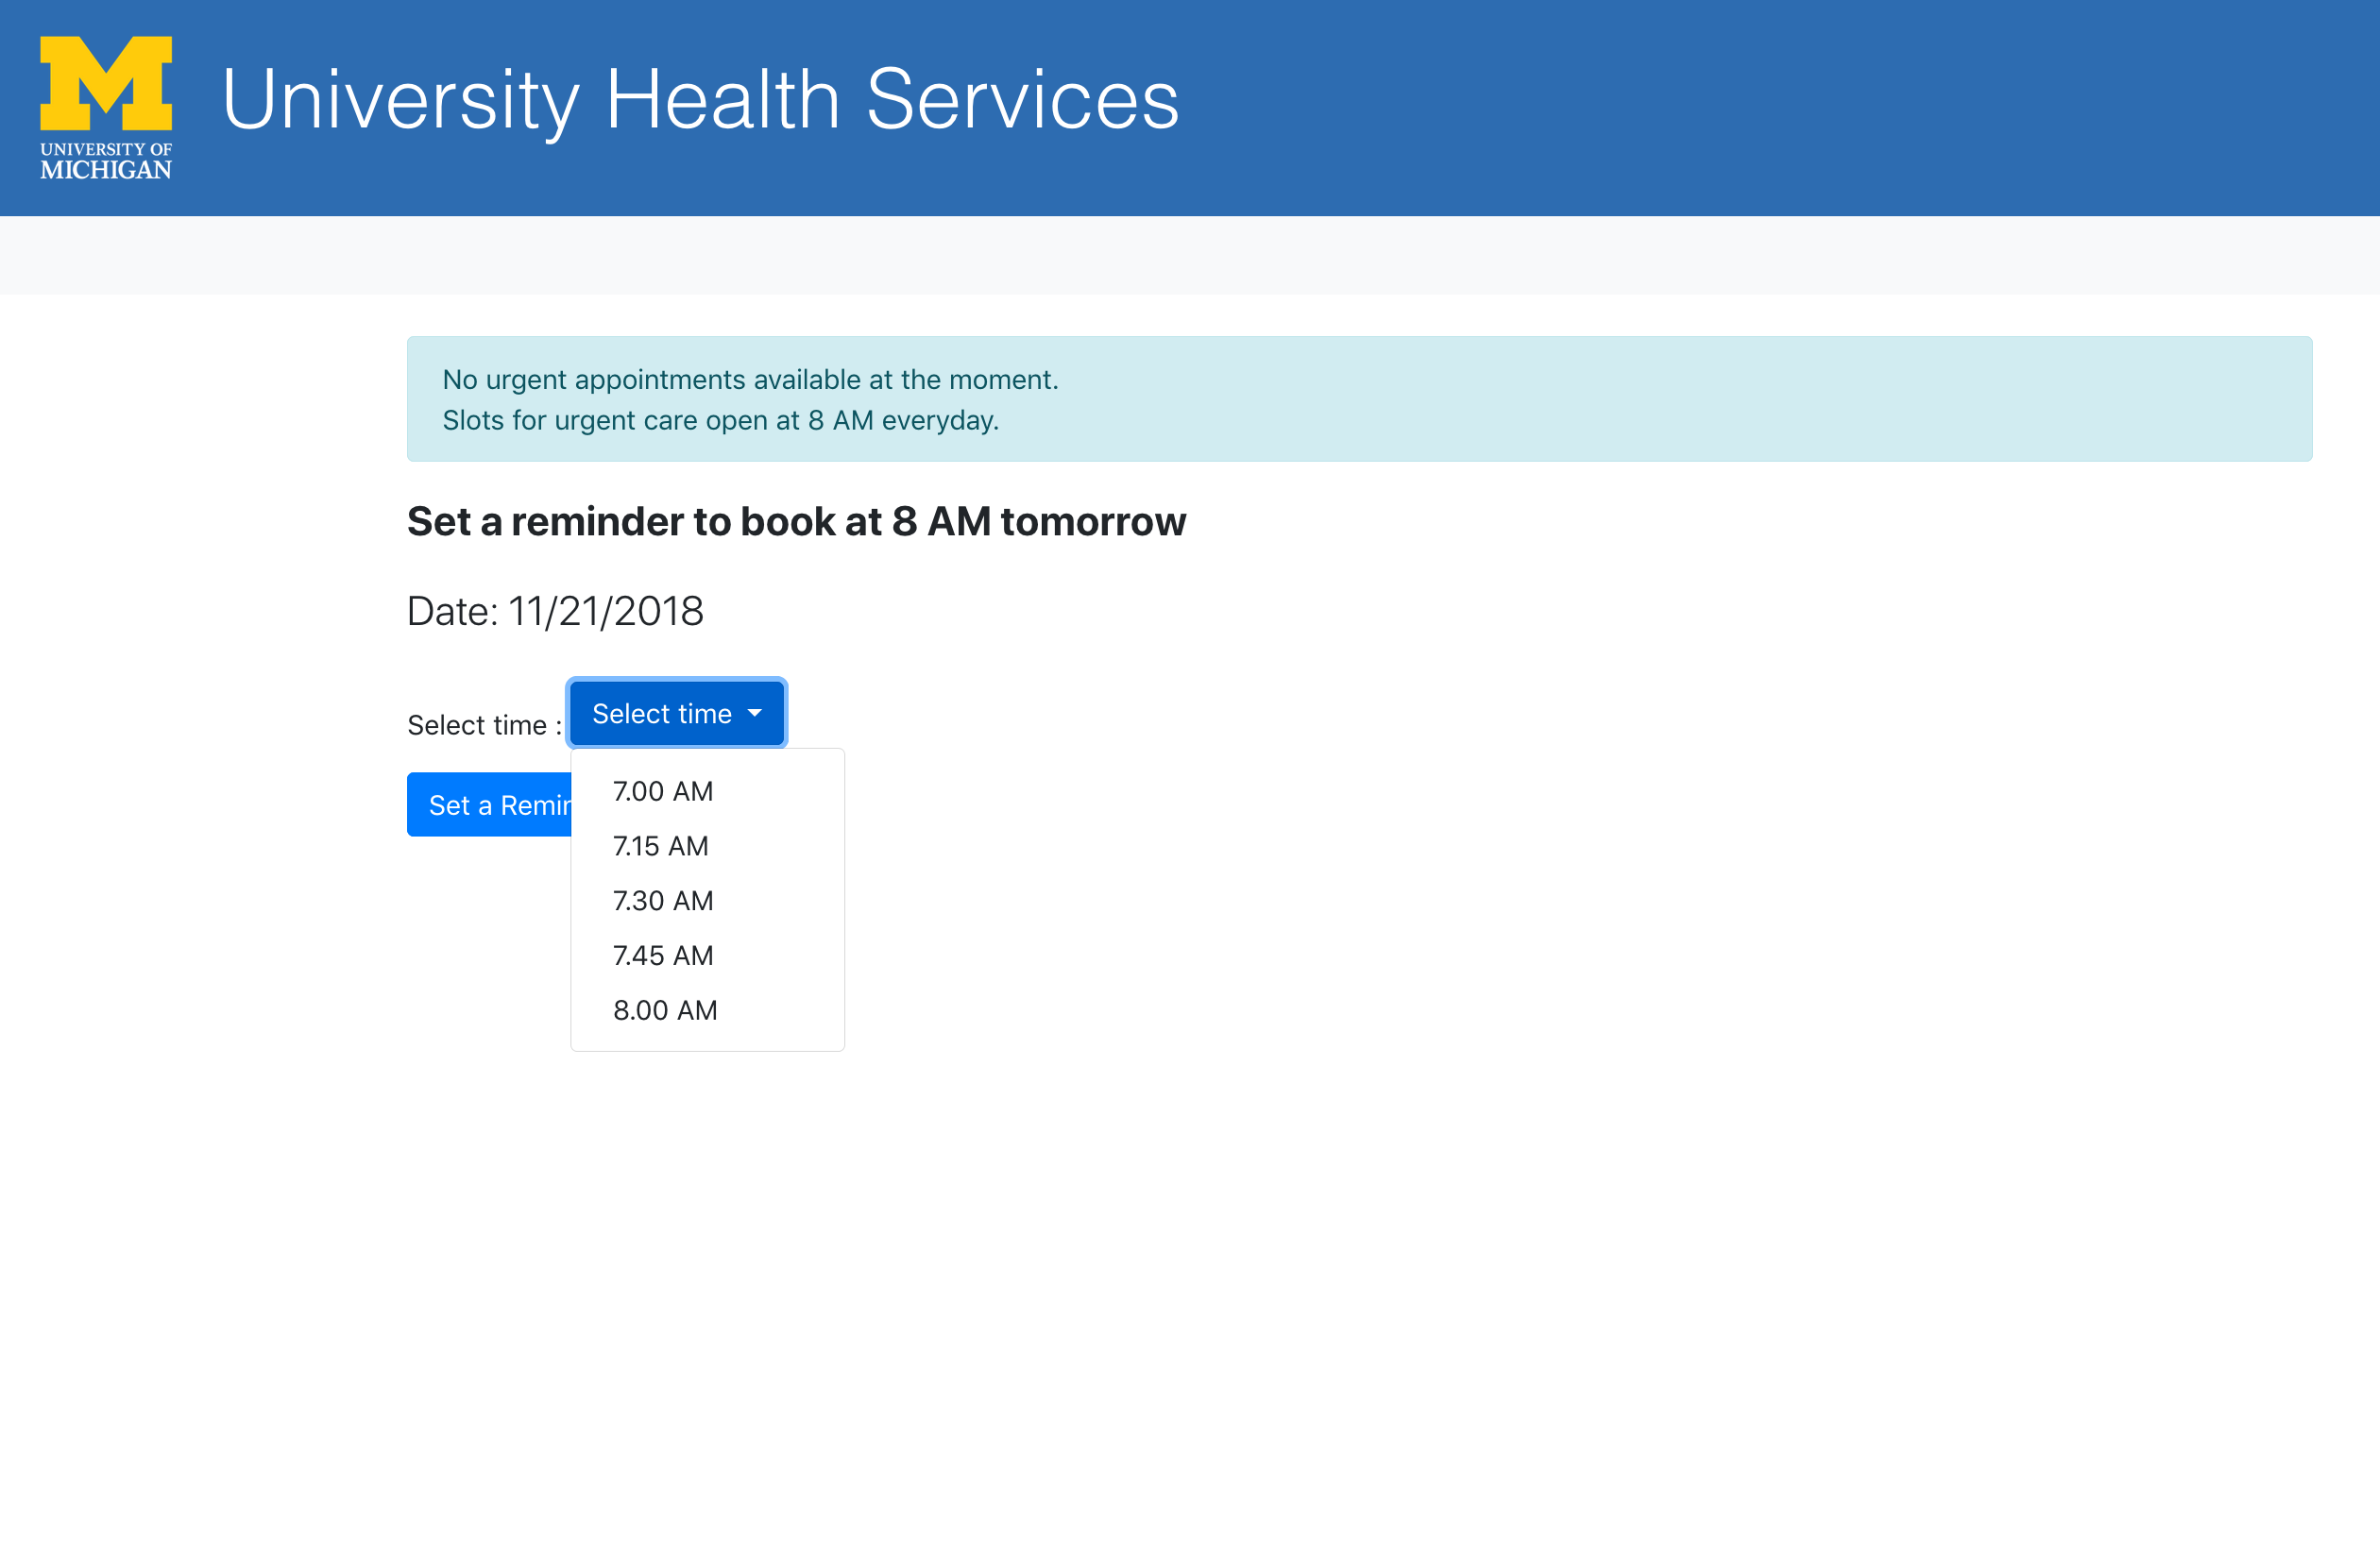 UNIVERSITY OF
MICHIGAN
University Health Services
No urgent appointments available at the moment.
Slots for urgent care open at 8 AM everyday.
Set a reminder to book at 8 AM tomorrow
Date: 11/21/2018
Select time : Select time
Set a Remin
7.00 AM
7.15 AM
7.30 AM
7.45 AM
8.00 AM